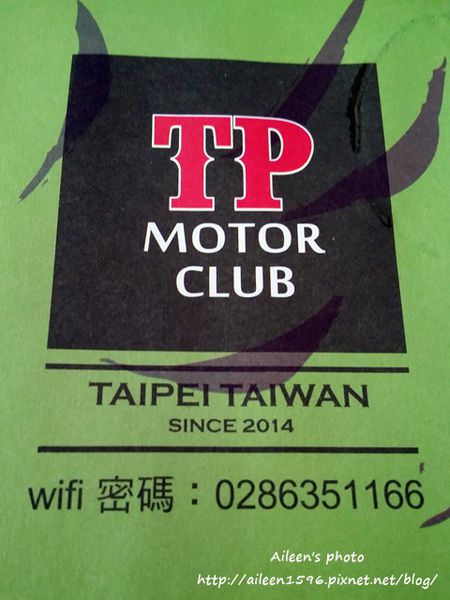 TP
MOTOR
CLUB
TAIPEI TAIWAN
SINCE 2014
wifi 密碼：0286351166
Aileen's photo
http://aileen1596.pixnet.net/blog/